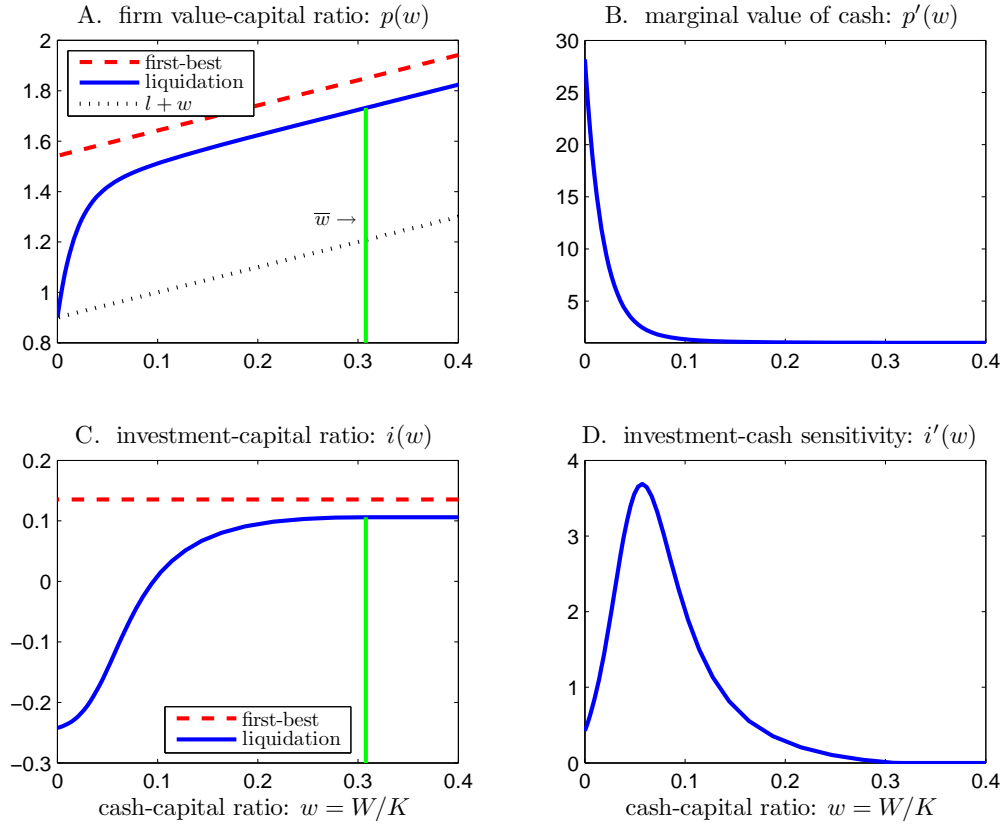 A. firm value-capital ratio: p(w)
2
1.8
1.6
1.4
1.2
1
0.8
0 0.1 0.2 0.3 0.4
first-best
liquidation
l + w
w̅ →
B. marginal value of cash: p′(w)
30
25
20
15
10
5
0 0.1 0.2 0.3 0.4
C. investment-capital ratio: i(w)
0.2
0.1
0
−0.1
−0.2
−0.3
0 0.1 0.2 0.3 0.4
first-best
liquidation
cash-capital ratio: w = W/K
D. investment-cash sensitivity: i′(w)
4
3
2
1
0
0 0.1 0.2 0.3 0.4
cash-capital ratio: w = W/K